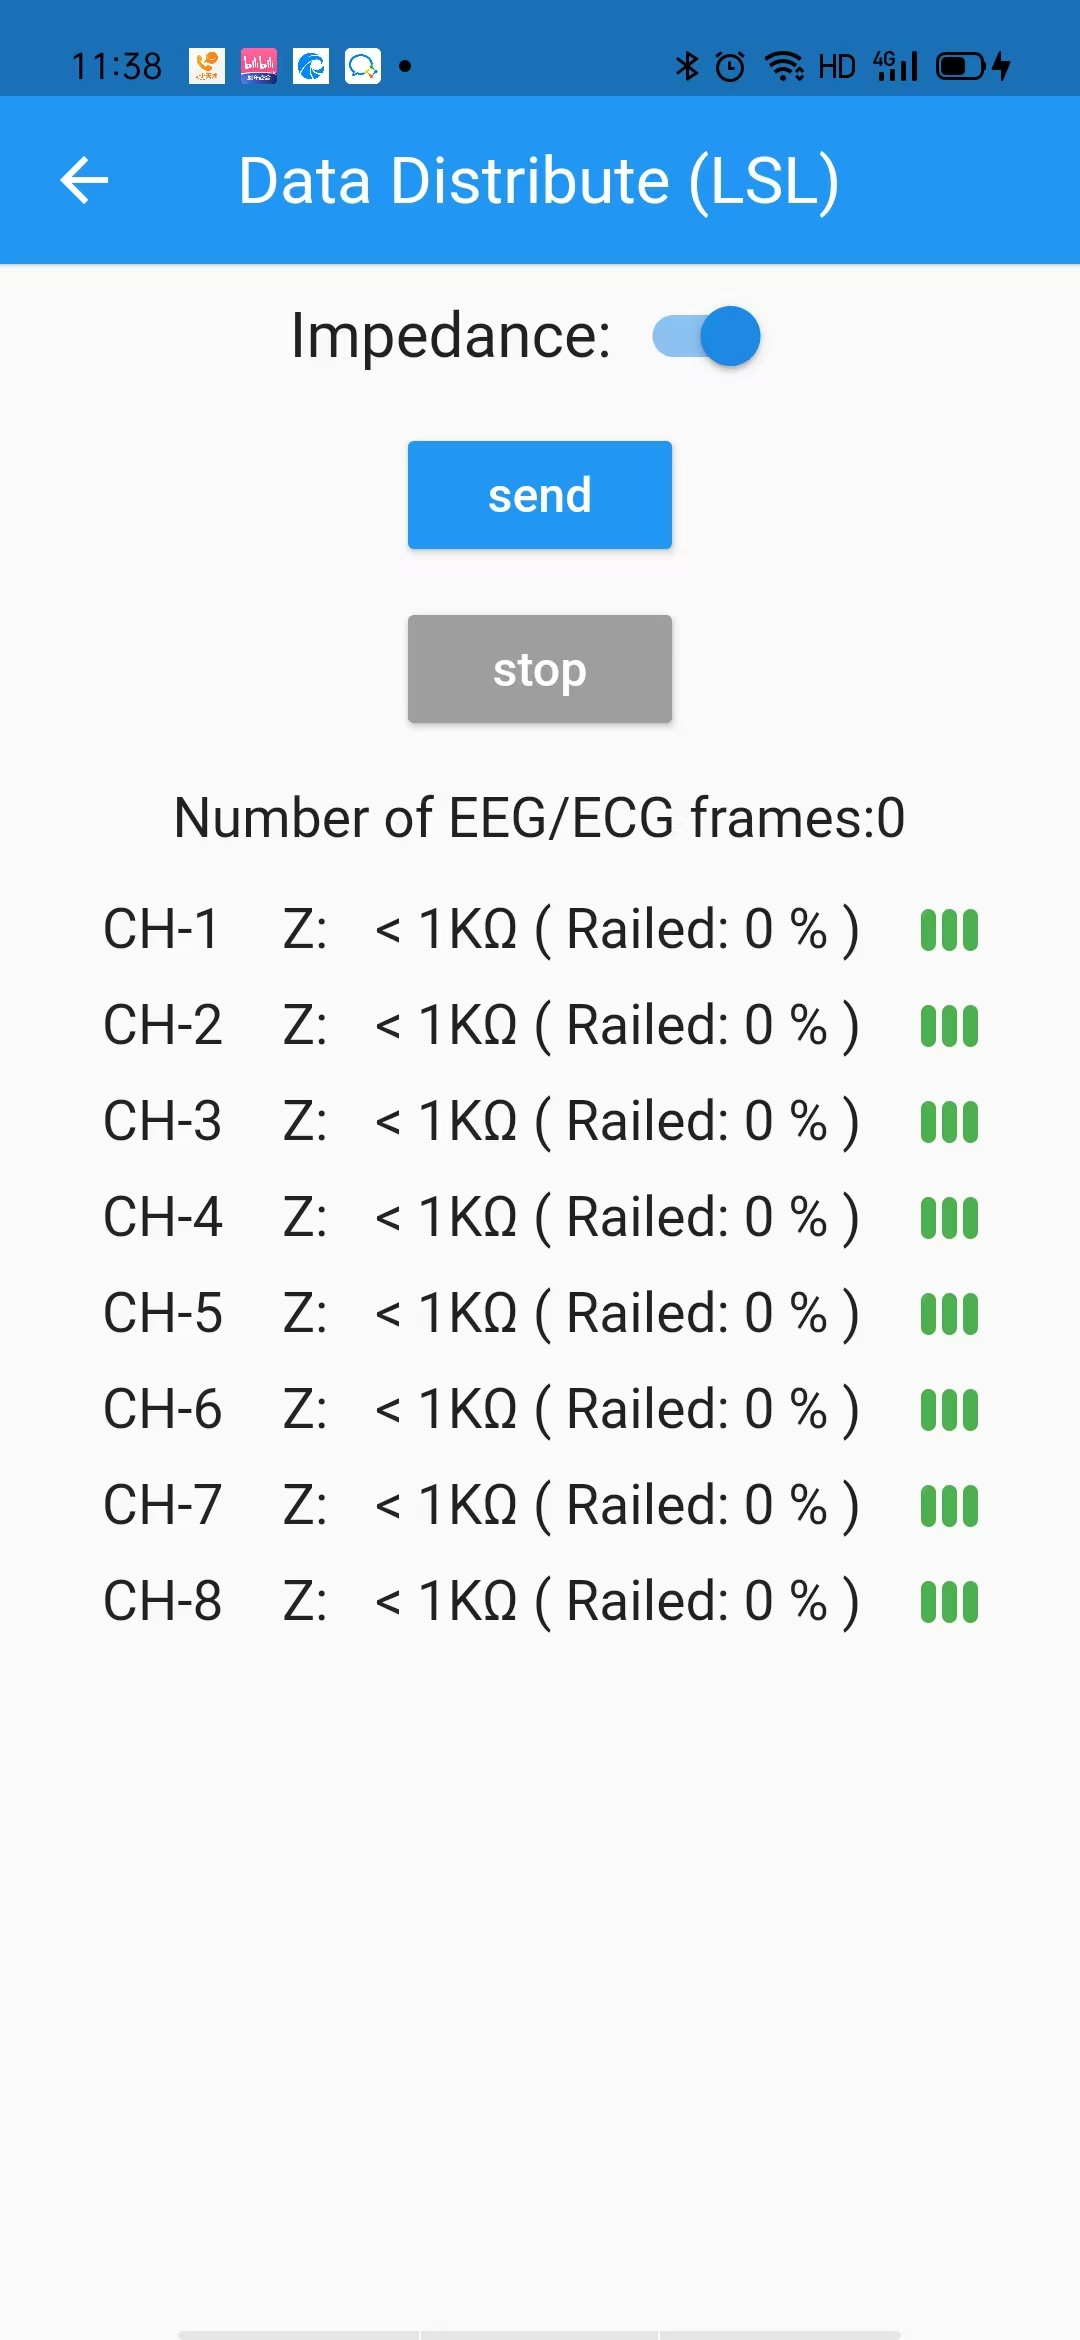 11:38 HD 4G
Data Distribute (LSL)
Impedance:
send
stop
Number of EEG/ECG frames:0
CH-1 Z: < 1KΩ ( Railed: 0 % )
CH-2 Z: < 1KΩ ( Railed: 0 % )
CH-3 Z: < 1KΩ ( Railed: 0 % )
CH-4 Z: < 1KΩ ( Railed: 0 % )
CH-5 Z: < 1KΩ ( Railed: 0 % )
CH-6 Z: < 1KΩ ( Railed: 0 % )
CH-7 Z: < 1KΩ ( Railed: 0 % )
CH-8 Z: < 1KΩ ( Railed: 0 % )